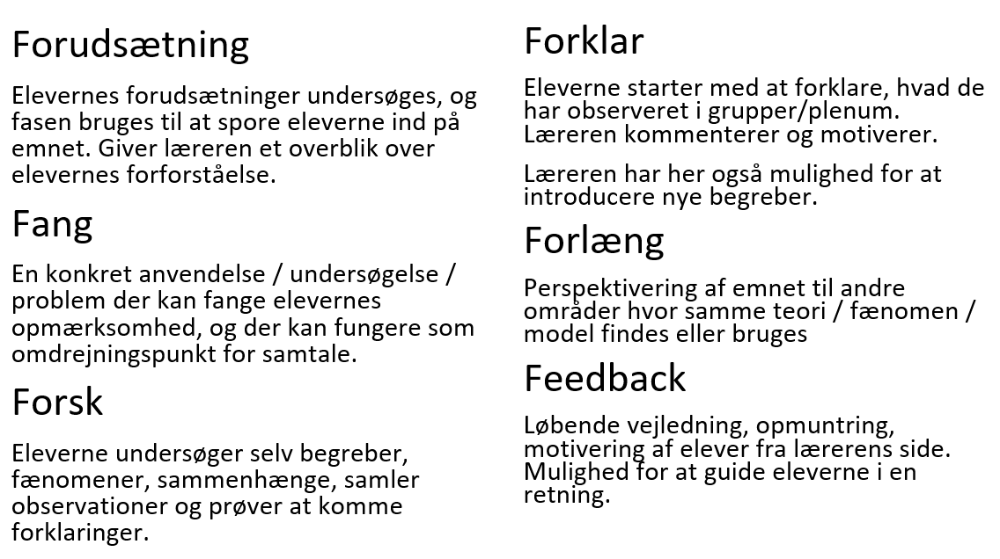 Forudsætning
Elevernes forudsætninger undersøges, og
fasen bruges til at spore eleverne ind på
emnet. Giver læreren et overblik over
elevernes forforståelse.
Fang
En konkret anvendelse / undersøgelse /
problem der kan fange elevernes
opmærksomhed, og der kan fungere som
omdrejningspunkt for samtale.
Forsk
Eleverne undersøger selv begreber,
fænomener, sammenhænge, samler
observationer og prøver at komme
forklaringer.
Forklar
Eleverne starter med at forklare, hvad de
har observeret i grupper/plenum.
Læreren kommenterer og motiverer.
Læreren har her også mulighed for at
introducere nye begreber.
Forlæng
Perspektivering af emnet til andre
områder hvor samme teori / fænomen /
model findes eller bruges
Feedback
Løbende vejledning, opmuntring,
motivering af elever fra lærerens side.
Mulighed for at guide eleverne i en
retning.